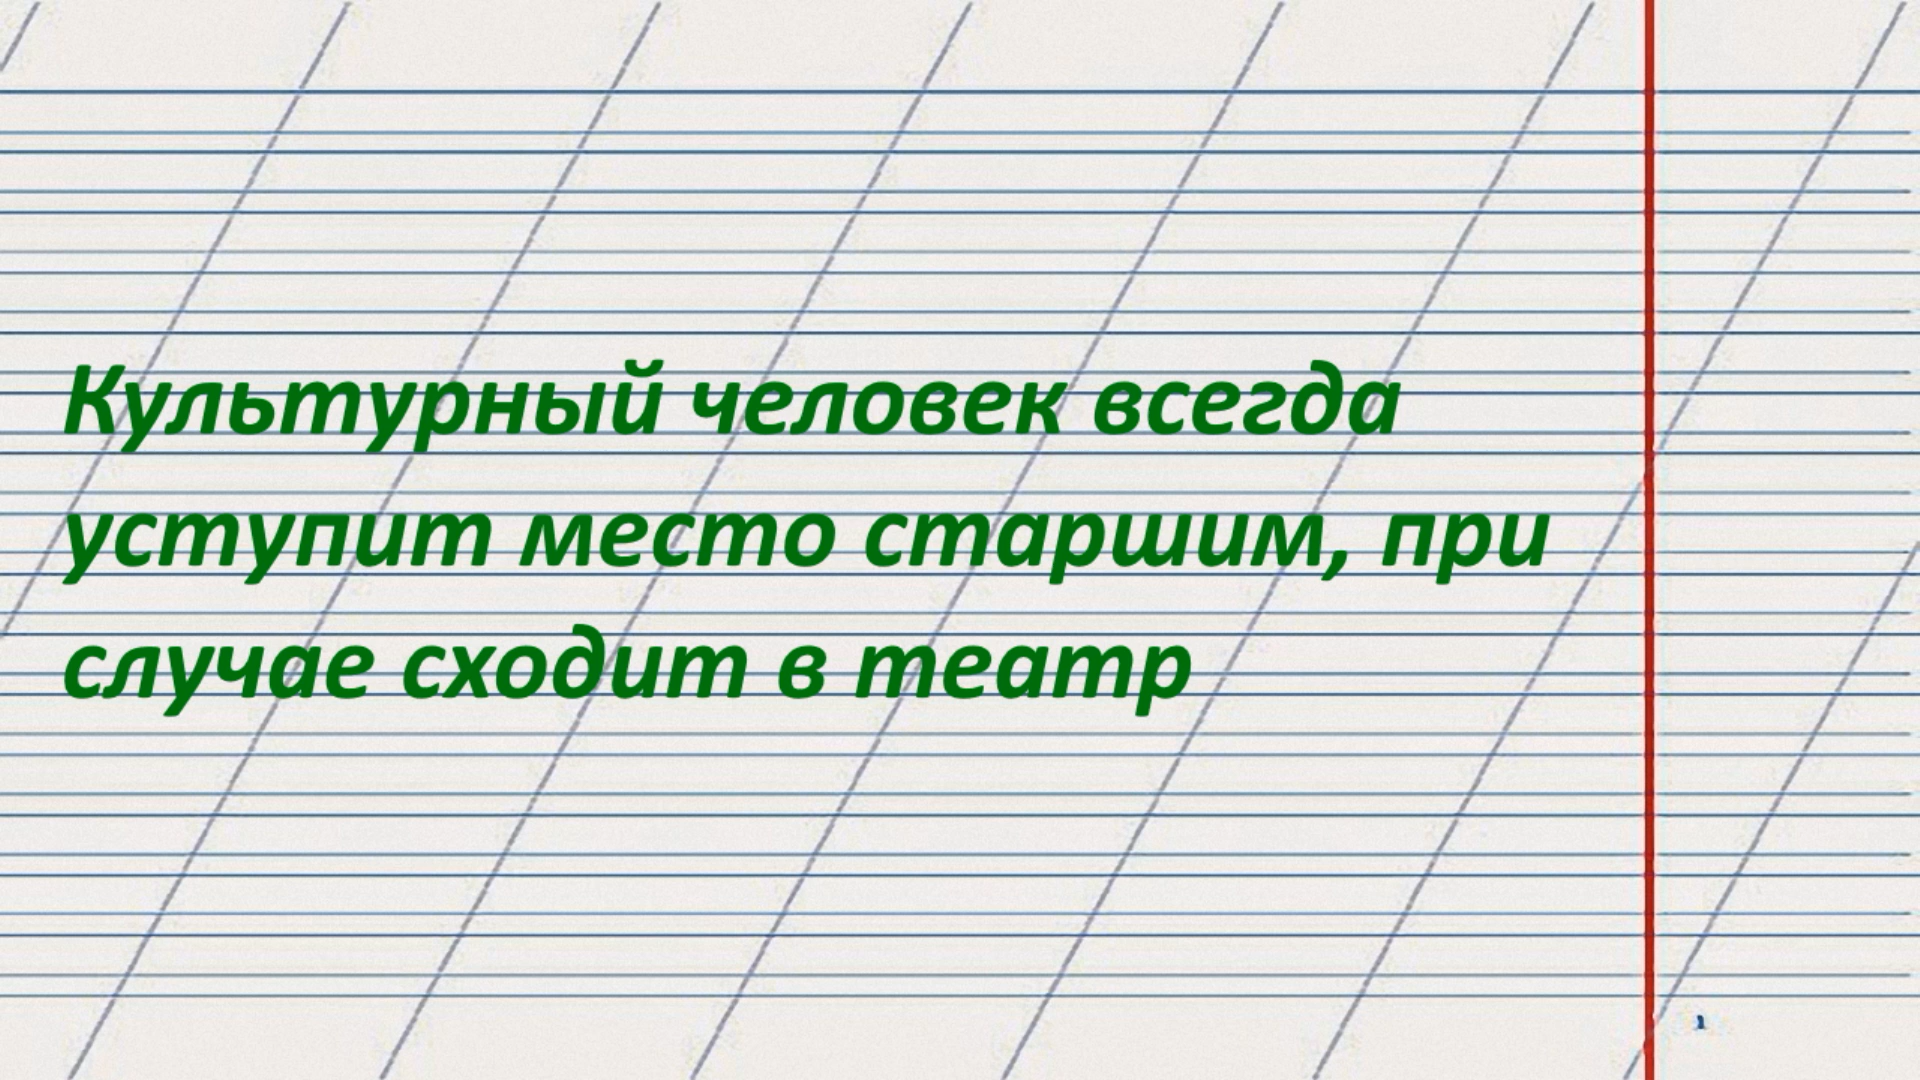 Культурный человек всегда
уступит место старшим, при
случае сходит в театр